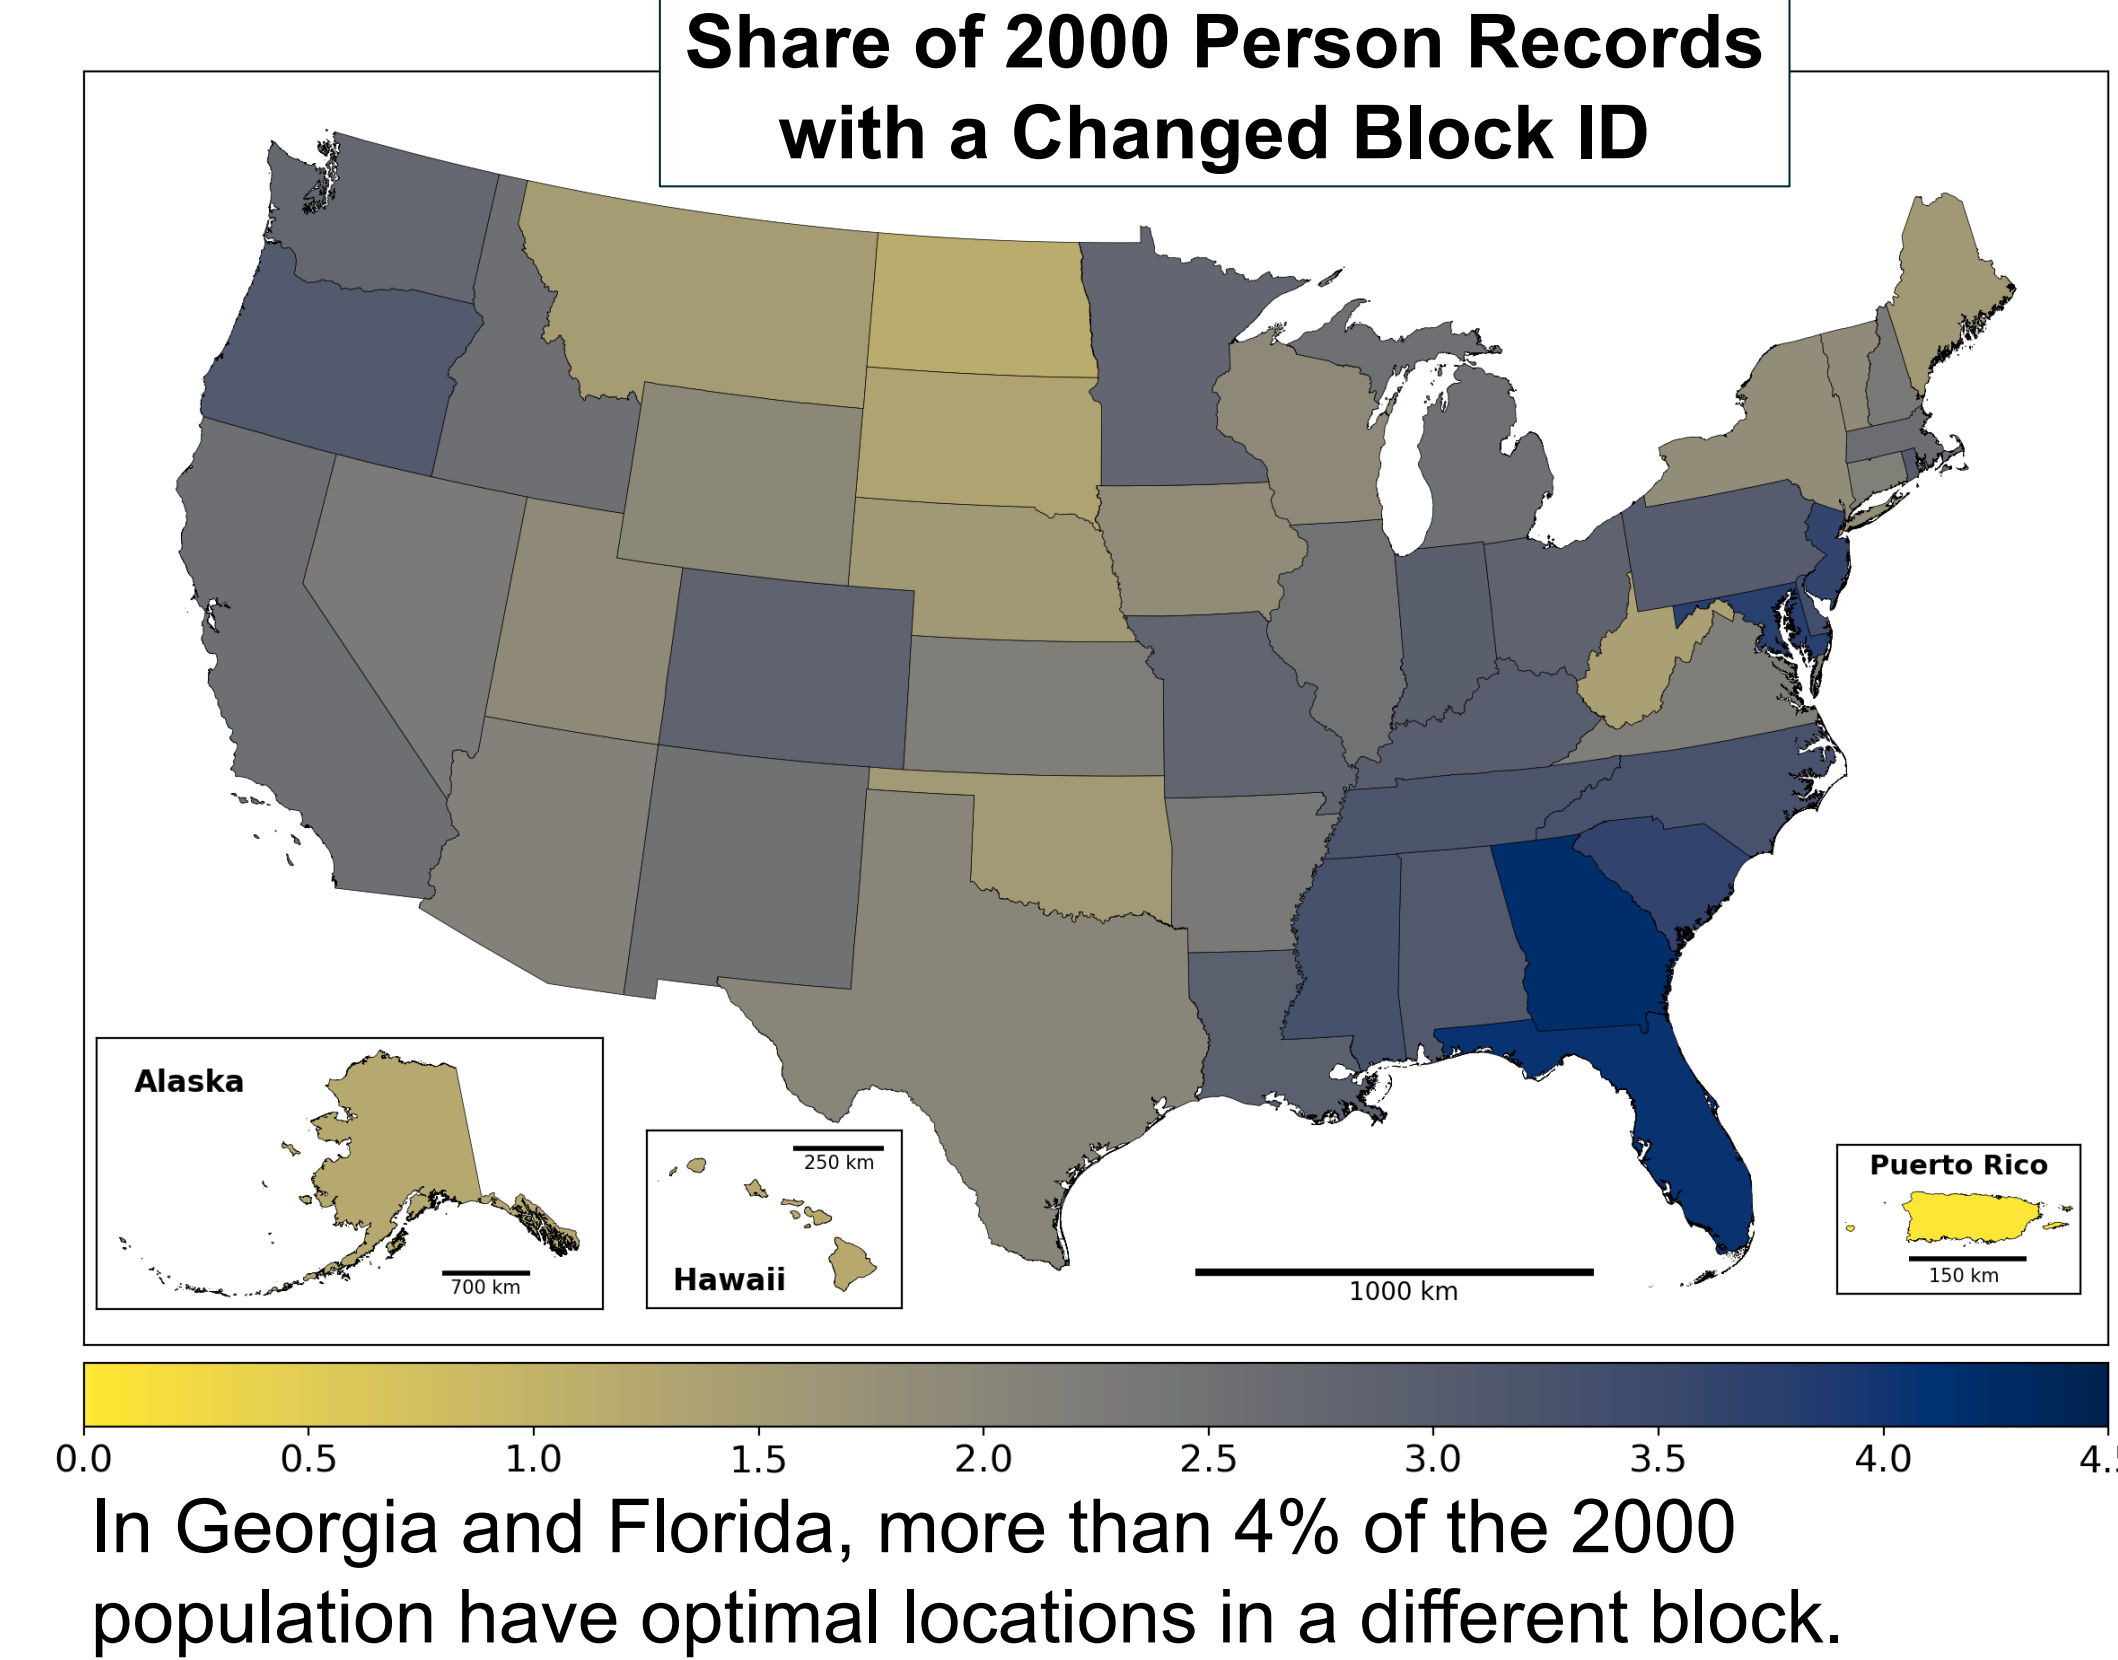 Share of 2000 Person Records
with a Changed Block ID
Alaska
700 km
250 km
Hawaii
1000 km
Puerto Rico
150 km
0.0 0.5 1.0 1.5 2.0 2.5 3.0 3.5 4.0 4.5
In Georgia and Florida, more than 4% of the 2000
population have optimal locations in a different block.